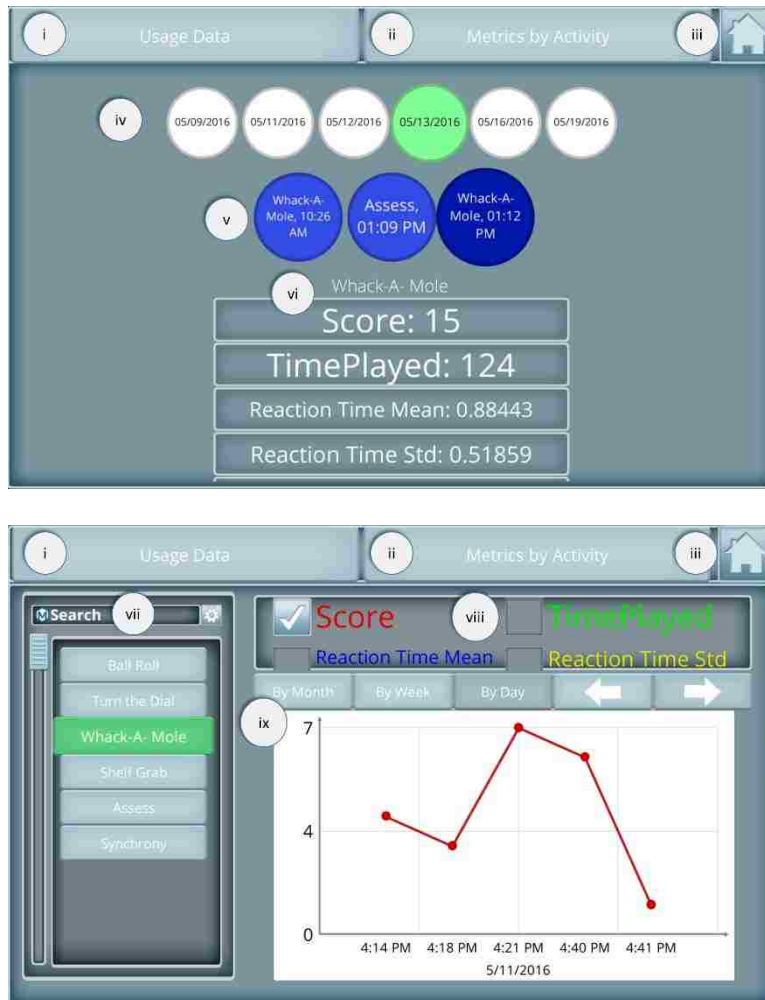 i
Usage Data
ii
Metrics by Activity
iii
iv
05/09/2016
05/11/2016
05/12/2016
05/13/2016
05/16/2016
05/19/2016
v
Whack-A-
Mole, 10:26
AM
Assess,
01:09 PM
Whack-A-
Mole, 01:12
PM
vi
Whack-A- Mole
Score: 15
TimePlayed: 124
Reaction Time Mean: 0.88443
Reaction Time Std: 0.51859
i
Usage Data
ii
Metrics by Activity
iii
Search
vii
Ball Roll
Turn the Dial
Whack-A- Mole
Shelf Grab
Assess
Synchrony
Score
viii
TimePlayed
Reaction Time Mean
Reaction Time Std
By Month
By Week
By Day
ix
7
4
0
4:14 PM
4:18 PM
4:21 PM
4:40 PM
4:41 PM
5/11/2016